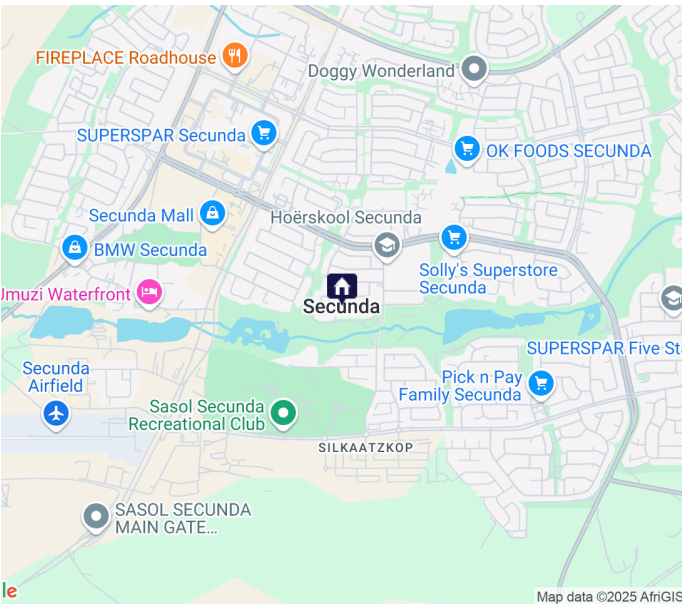 FIREPLACE Roadhouse
Doggy Wonderland
SUPERSPAR Secunda
OK FOODS SECUNDA
Secunda Mall
Hoërskool Secunda
BMW Secunda
Solly's Superstore
Secunda
Umuzi Waterfront
Secunda
SUPERSPAR Five Sta
Secunda
Airfield
Pick n Pay
Family Secunda
Sasol Secunda
Recreational Club
SILKAATZKOP
SASOL SECUNDA
MAIN GATE...
le
Map data ©2025 AfriGIS